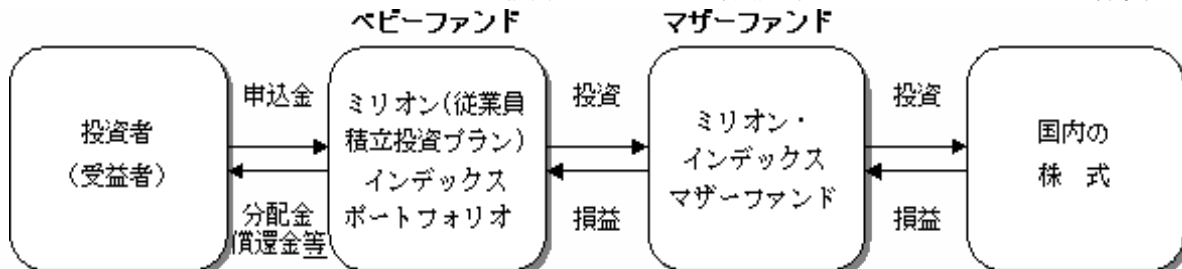 ベビーファンド
マザーファンド
投資者
(受益者)
申込金
分配金
償還金等
ミリオン(従業員
積立投資プラン)
インデックス
ポートフォリオ
投資
損益
ミリオン・
インデックス
マザーファンド
投資
損益
国内の
株 式